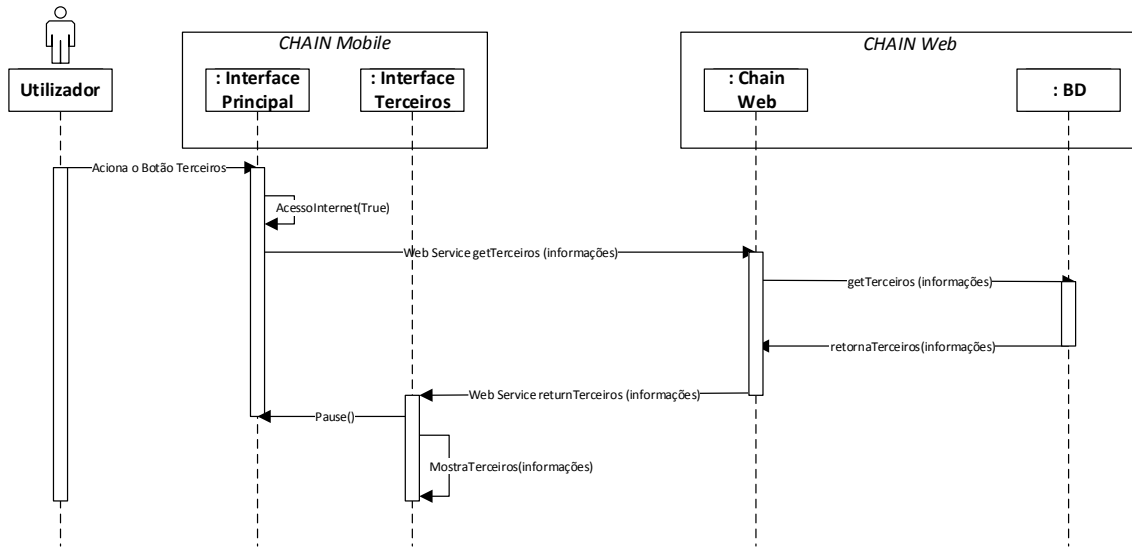 CHAIN Mobile
CHAIN Web
Utilizador
: Interface
Principal
: Interface
Terceiros
: Chain
Web
: BD
Aciona o Botão Terceiros
AcessoInternet(True)
Web Service getTerceiros (informações)
getTerceiros (informações)
retornaTerceiros(informações)
Web Service returnTerceiros (informações)
Pause()
MostraTerceiros(informações)